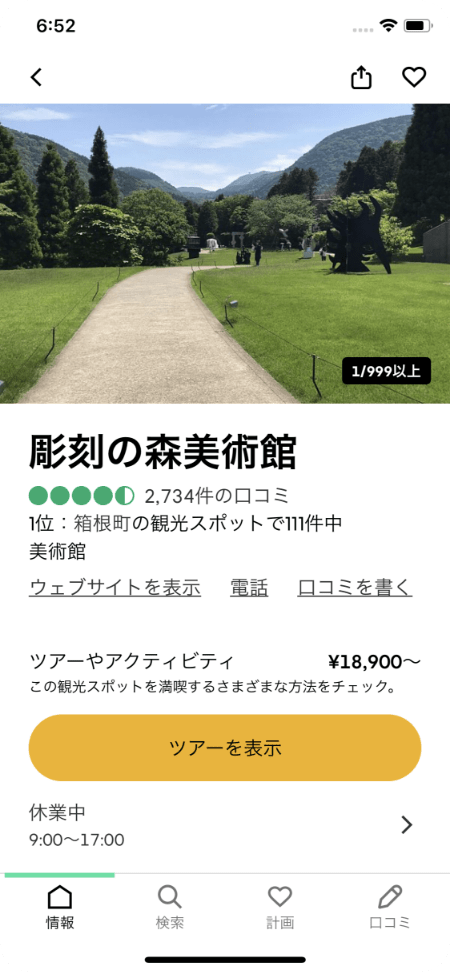 6:52
1/999以上
彫刻の森美術館
2,734件の口コミ
1位：箱根町の観光スポットで111件中
美術館
ウェブサイトを表示 電話 口コミを書く
ツアーやアクティビティ ¥18,900〜
この観光スポットを満喫するさまざまな方法をチェック。
ツアーを表示
休業中
9:00〜17:00
情報 検索 計画 口コミ